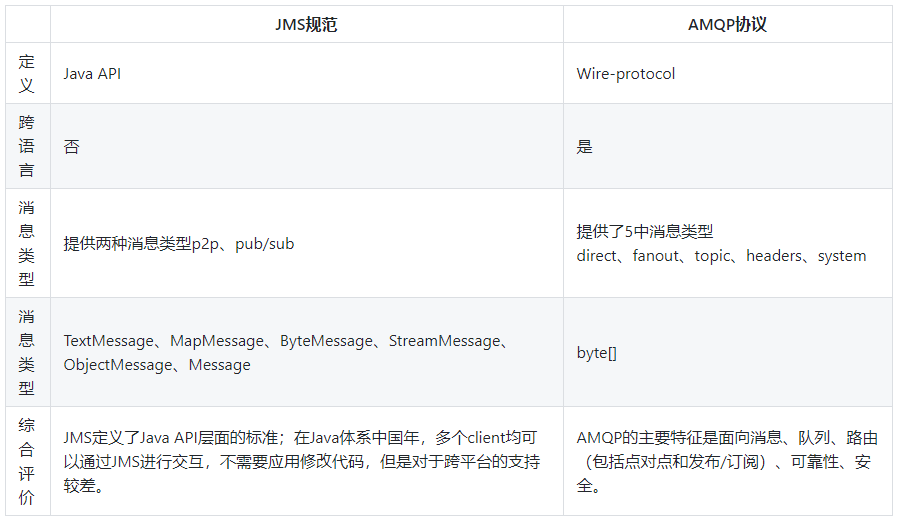 JMS规范
AMQP协议
定
义
Java API
Wire-protocol
跨
语
言
否
是
消
息
类
型
提供两种消息类型p2p、pub/sub
提供了5中消息类型
direct、fanout、topic、headers、system
消
息
类
型
TextMessage、MapMessage、ByteMessage、StreamMessage、
ObjectMessage、Message
byte[]
综
合
评
价
JMS定义了Java API层面的标准；在Java体系中国年，多个client均可
以通过JMS进行交互，不需要应用修改代码，但是对于跨平台的支持
较差。
AMQP的主要特征是面向消息、队列、路由
（包括点对点和发布/订阅）、可靠性、安
全。